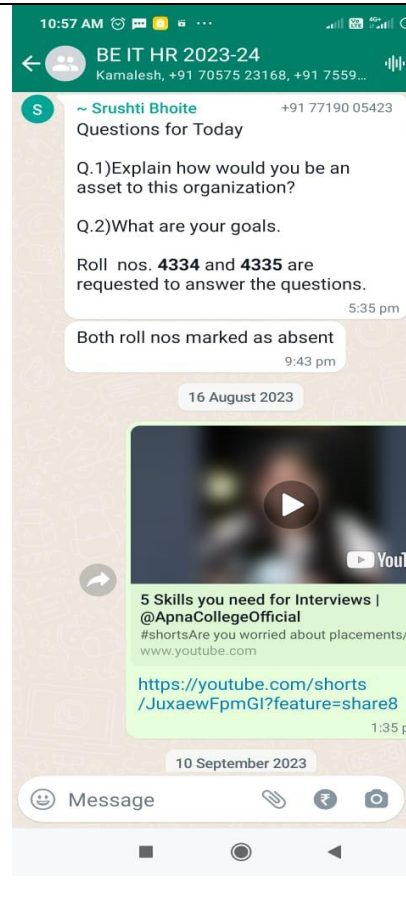 10:57 AM
BE IT HR 2023-24
Kamalesh, +91 70575 23168, +91 7559...
S
~ Srushti Bhoite +91 77190 05423
Questions for Today
Q.1)Explain how would you be an
asset to this organization?
Q.2)What are your goals.
Roll nos. 4334 and 4335 are
requested to answer the questions.
5:35 pm
Both roll nos marked as absent
9:43 pm
16 August 2023
YouT
5 Skills you need for Interviews |
@ApnaCollegeOfficial
#shortsAre you worried about placements/
www.youtube.com
https://youtube.com/shorts
/JuxaewFpmGI?feature=share8
1:35 p
10 September 2023
Message
₹